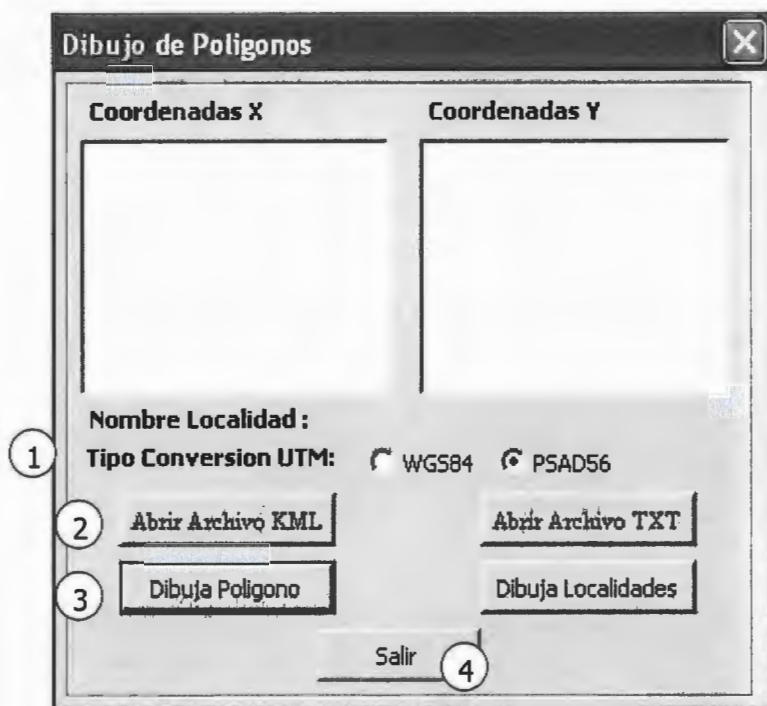 Dibujo de Poligonos
Coordenadas X Coordenadas Y
Nombre Localidad :
1 Tipo Conversion UTM: WGS84 PSAD56
2 Abrir Archivo KML Abrir Archivo TXT
3 Dibuja Poligono Dibuja Localidades
Salir 4